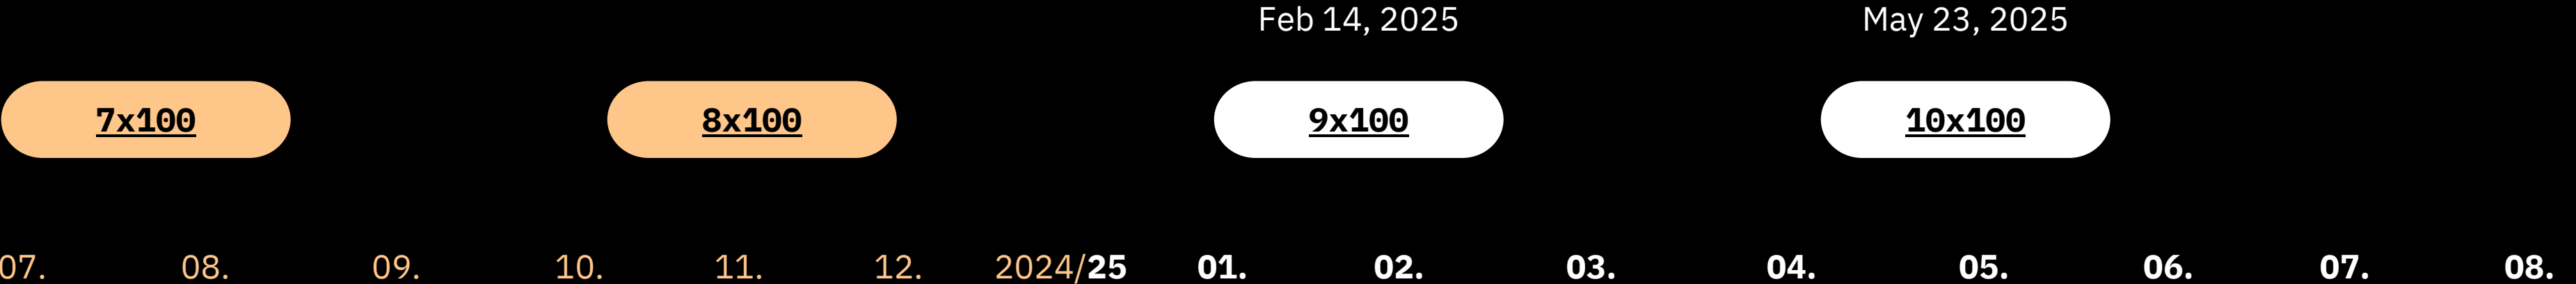 Feb 14, 2025 May 23, 2025
7x100 8x100 9x100 10x100
07. 08. 09. 10. 11. 12. 2024/25 01. 02. 03. 04. 05. 06. 07. 08.